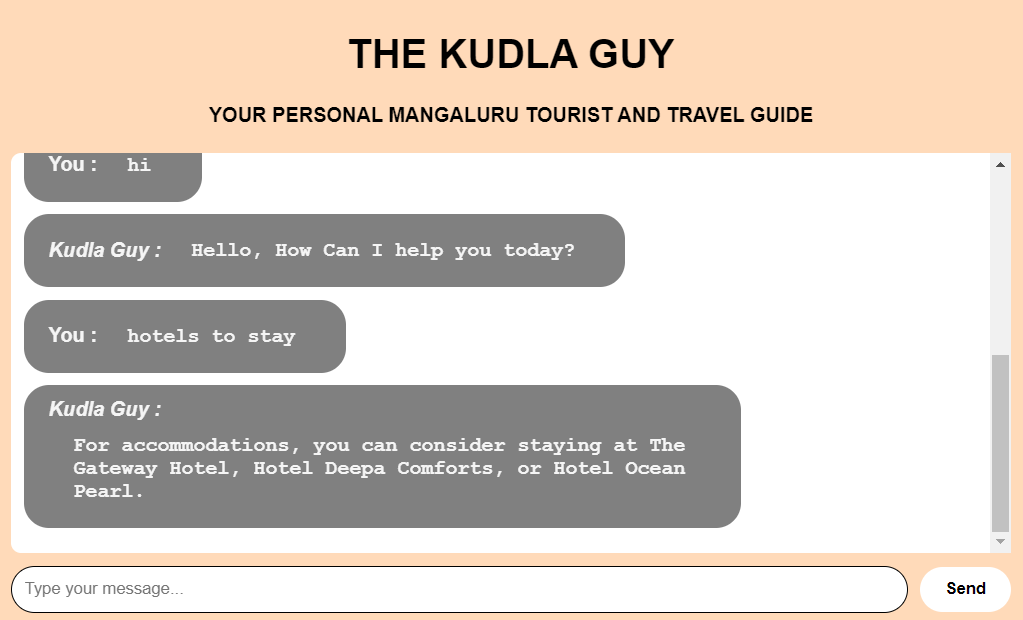 THE KUDLA GUY
YOUR PERSONAL MANGALURU TOURIST AND TRAVEL GUIDE
You : hi
Kudla Guy : Hello, How Can I help you today?
You : hotels to stay
Kudla Guy :
For accommodations, you can consider staying at The
Gateway Hotel, Hotel Deepa Comforts, or Hotel Ocean
Pearl.
Type your message...
Send